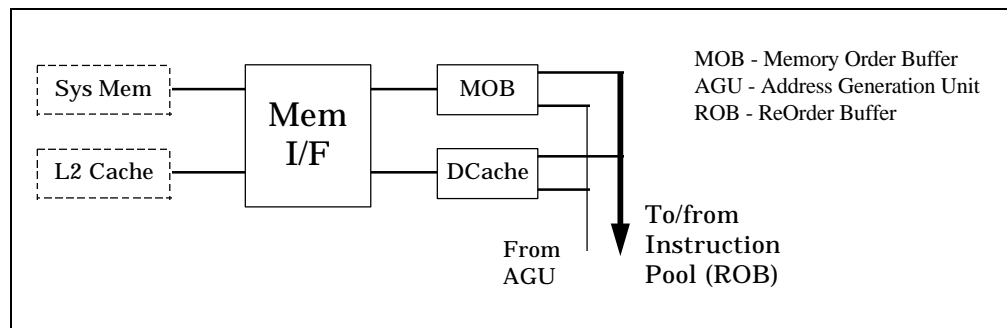 Sys Mem
L2 Cache
Mem
I/F
MOB
DCache
From
AGU
To/from
Instruction
Pool (ROB)
MOB - Memory Order Buffer
AGU - Address Generation Unit
ROB - ReOrder Buffer